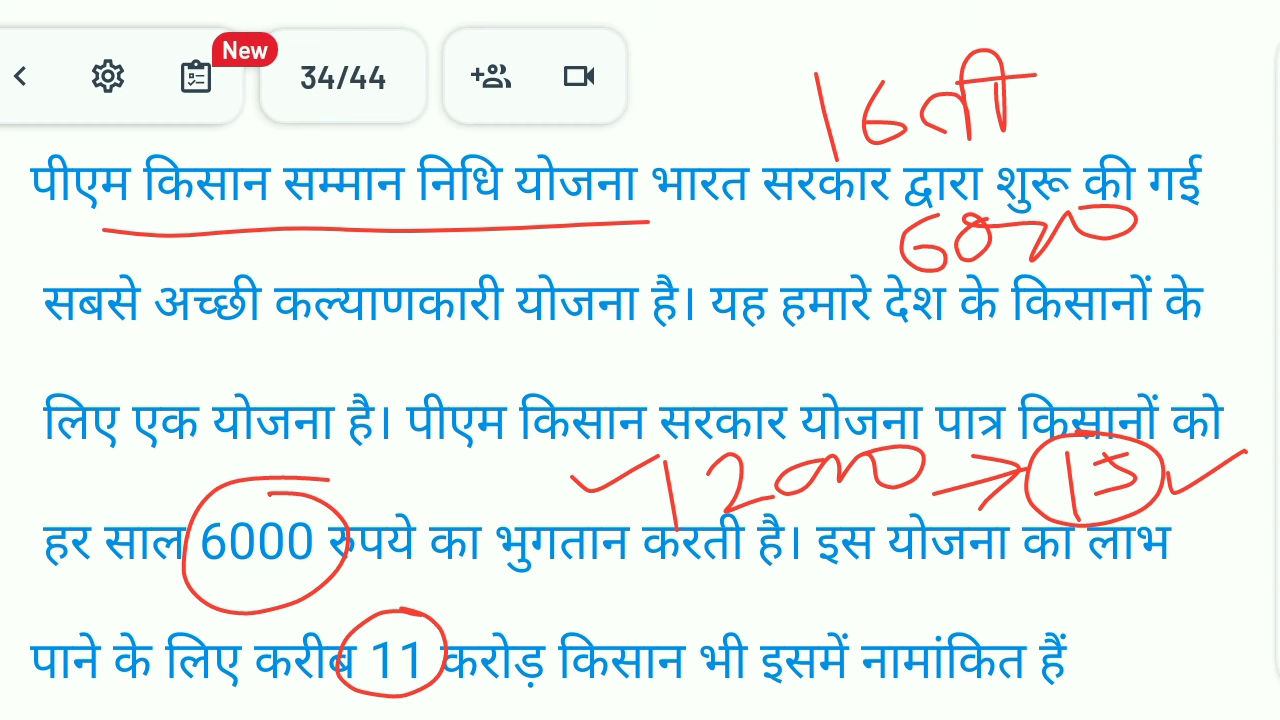 New
34/44
16वी
पीएम किसान सम्मान निधि योजना भारत सरकार द्वारा शुरू की गई
6000
सबसे अच्छी कल्याणकारी योजना है। यह हमारे देश के किसानों के
लिए एक योजना है। पीएम किसान सरकार योजना पात्र किसानों को
12000 → 15
हर साल 6000 रुपये का भुगतान करती है। इस योजना का लाभ
पाने के लिए करीब 11 करोड़ किसान भी इसमें नामांकित हैं